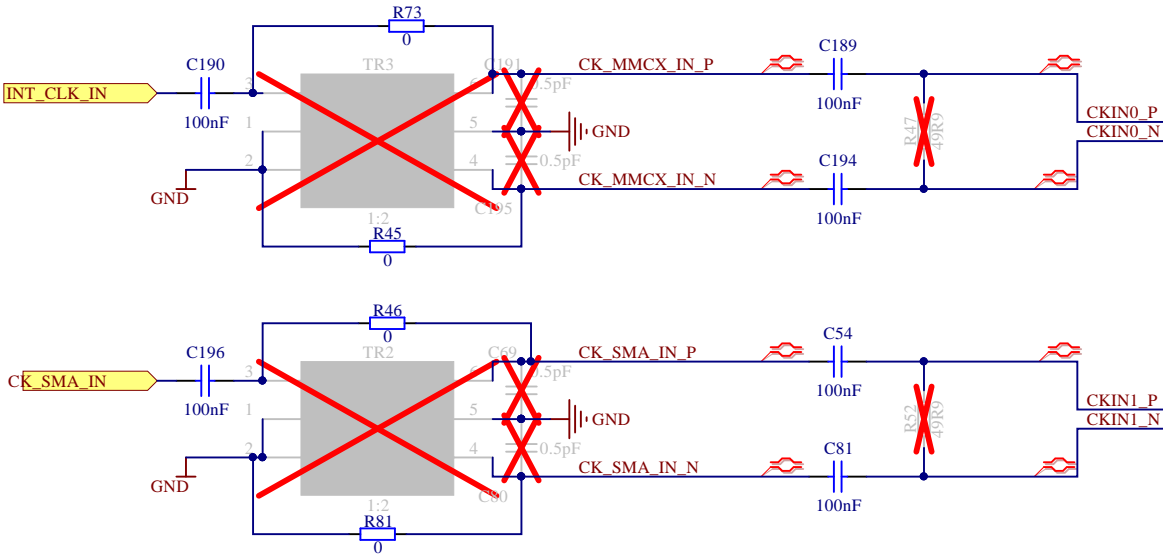 R73
0
C190
TR3
C191
CK_MMCX_IN_P
C189
3
6
0.5pF
INT_CLK_IN
100nF
100nF
CKIN0_P
1
5
GND
R47
49R9
CKIN0_N
2
4
0.5pF
CK_MMCX_IN_N
C194
GND
C195
1:2
100nF
R45
0
R46
0
C196
TR2
C69
CK_SMA_IN_P
C54
3
6
0.5pF
CK_SMA_IN
100nF
100nF
CKIN1_P
1
5
GND
R52
49R9
CKIN1_N
2
4
0.5pF
CK_SMA_IN_N
C81
GND
C80
1:2
100nF
R81
0